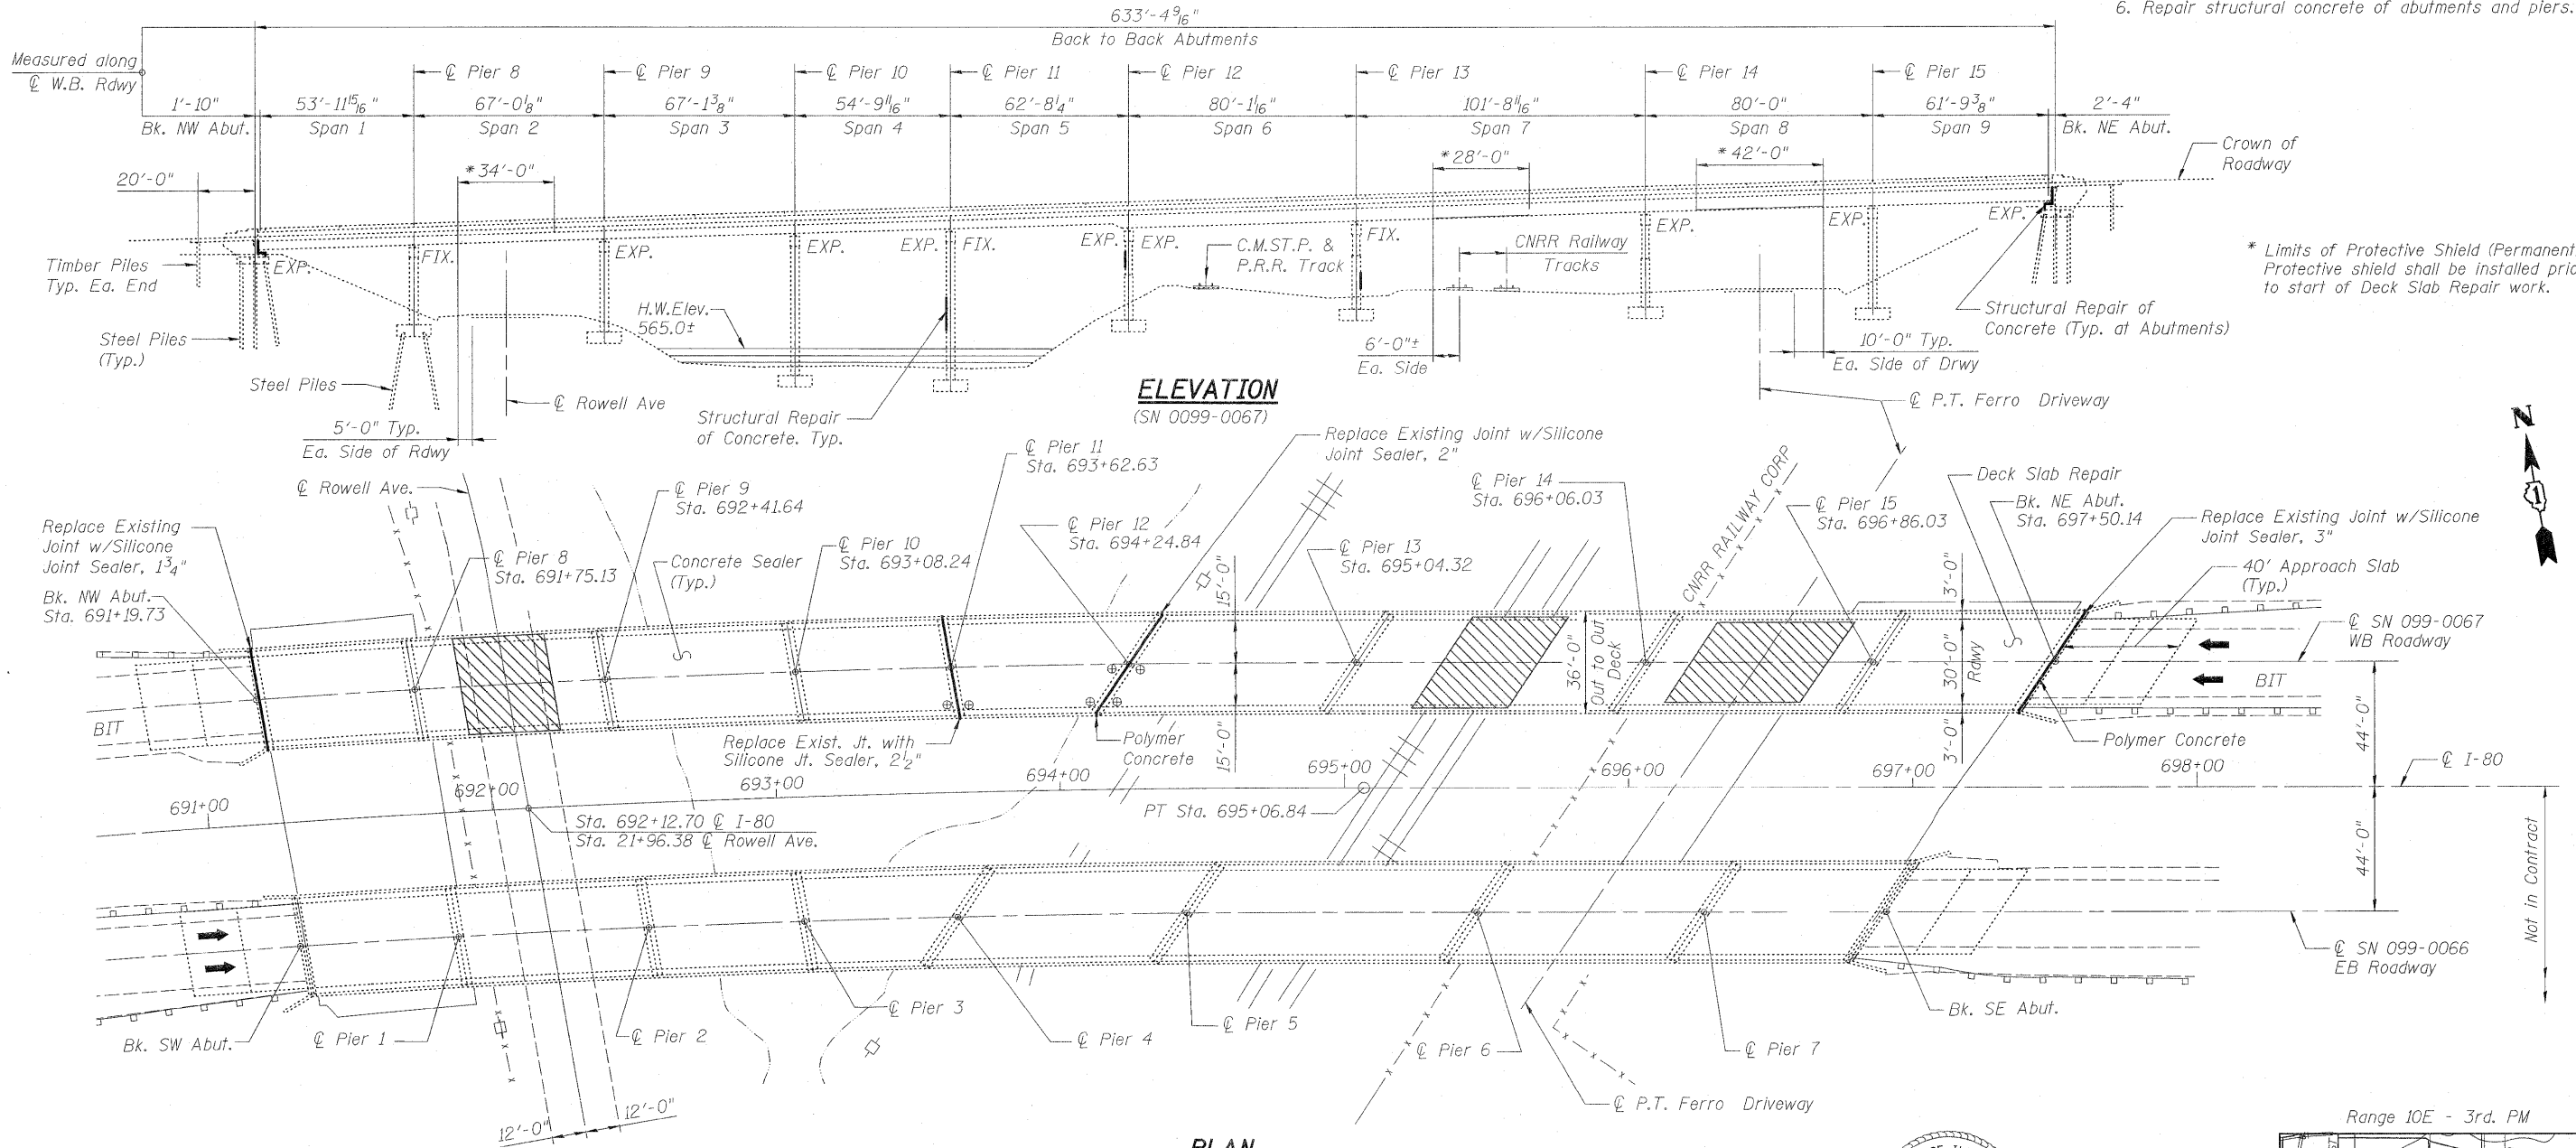 6. Repair structural concrete of abutments and piers.
633'-4 9/16"
Back to Back Abutments
Measured along
℄ W.B. Rdwy
℄ Pier 8
℄ Pier 9
℄ Pier 10
℄ Pier 11
℄ Pier 12
℄ Pier 13
℄ Pier 14
℄ Pier 15
1'-10"
53'-11 15/16"
67'-0 1/8"
67'-1 3/8"
54'-9 11/16"
62'-8 1/4"
80'-1 1/16"
101'-8 11/16"
80'-0"
61'-9 3/8"
2'-4"
Bk. NW Abut.
Span 1
Span 2
Span 3
Span 4
Span 5
Span 6
Span 7
Span 8
Span 9
Bk. NE Abut.
20'-0"
*34'-0"
*28'-0"
*42'-0"
Crown of
Roadway
EXP.
FIX.
EXP.
EXP.
EXP.
FIX.
EXP.
EXP.
FIX.
EXP.
EXP.
EXP.
Timber Piles
Typ. Ea. End
C.M.ST.P. &
P.R.R. Track
CNRR Railway
Tracks
* Limits of Protective Shield (Permanent
Protective shield shall be installed
to start of Deck Slab Repair work.
Steel Piles
(Typ.)
H.W.Elev.
565.0±
Structural Repair of
Concrete (Typ. at Abutments)
Steel Piles
6'-0"±
Ea. Side
10'-0" Typ.
Ea. Side of Drwy
ELEVATION
(SN 0099-0067)
℄ Rowell Ave
Structural Repair
of Concrete. Typ.
℄ P.T. Ferro Driveway
5'-0" Typ.
Ea. Side of Rdwy
N
1
Replace Existing Joint w/Silicone
Joint Sealer, 2"
℄ Pier 11
Sta. 693+62.63
℄ Rowell Ave.
℄ Pier 9
Sta. 692+41.64
℄ Pier 14
Sta. 696+06.03
CNRR RAILWAY CORP
Deck Slab Repair
Bk. NE Abut.
Sta. 697+50.14
℄ Pier 15
Sta. 696+86.03
Replace Existing Joint w/Silicone
Joint Sealer, 3"
Replace Existing
Joint w/Silicone
Joint Sealer, 1 3/4"
℄ Pier 12
Sta. 694+24.84
℄ Pier 8
Sta. 691+75.13
Concrete Sealer
(Typ.)
℄ Pier 10
Sta. 693+08.24
℄ Pier 13
Sta. 695+04.32
40' Approach Slab
(Typ.)
Bk. NW Abut.
Sta. 691+19.73
15'-0"
15'-0"
36'-0"
Out to Out
Deck
3'-0"
30'-0"
Rdwy
3'-0"
℄ SN 099-0067
WB Roadway
BIT
BIT
Replace Exist. Jt. with
Silicone Jt. Sealer, 2 1/2"
Polymer
Concrete
Polymer Concrete
44'-0"
℄ I-80
691+00
692+00
693+00
694+00
695+00
696+00
697+00
698+00
Sta. 692+12.70 ℄ I-80
Sta. 21+96.38 ℄ Rowell Ave.
PT Sta. 695+06.84
44'-0"
Not in Contract
℄ SN 099-0066
EB Roadway
Bk. SW Abut.
℄ Pier 1
℄ Pier 2
℄ Pier 3
℄ Pier 4
℄ Pier 5
℄ Pier 6
℄ Pier 7
Bk. SE Abut.
℄ P.T. Ferro Driveway
12'-0"
12'-0"
PLAN
Range 10E - 3rd. PM